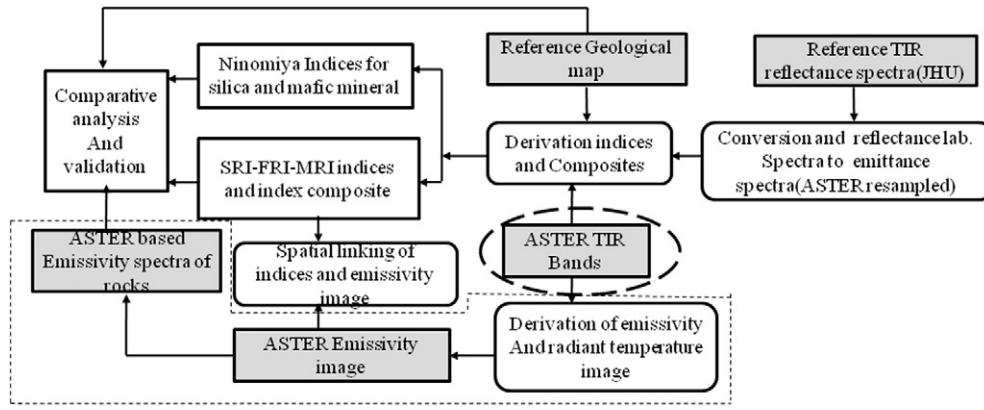 Reference Geological
map
Reference TIR
reflectance spectra(JHU)
Ninomiya Indices for
silica and mafic mineral
Comparative
analysis
And
validation
Derivation indices
and Composites
Conversion and reflectance lab.
Spectra to emittance
spectra(ASTER resampled)
SRI-FRI-MRI indices
and index composite
ASTER based
Emissivity spectra of
rocks
Spatial linking of
indices and emissivity
image
ASTER TIR
Bands
Derivation of emissivity
And radiant temperature
image
ASTER Emissivity
image